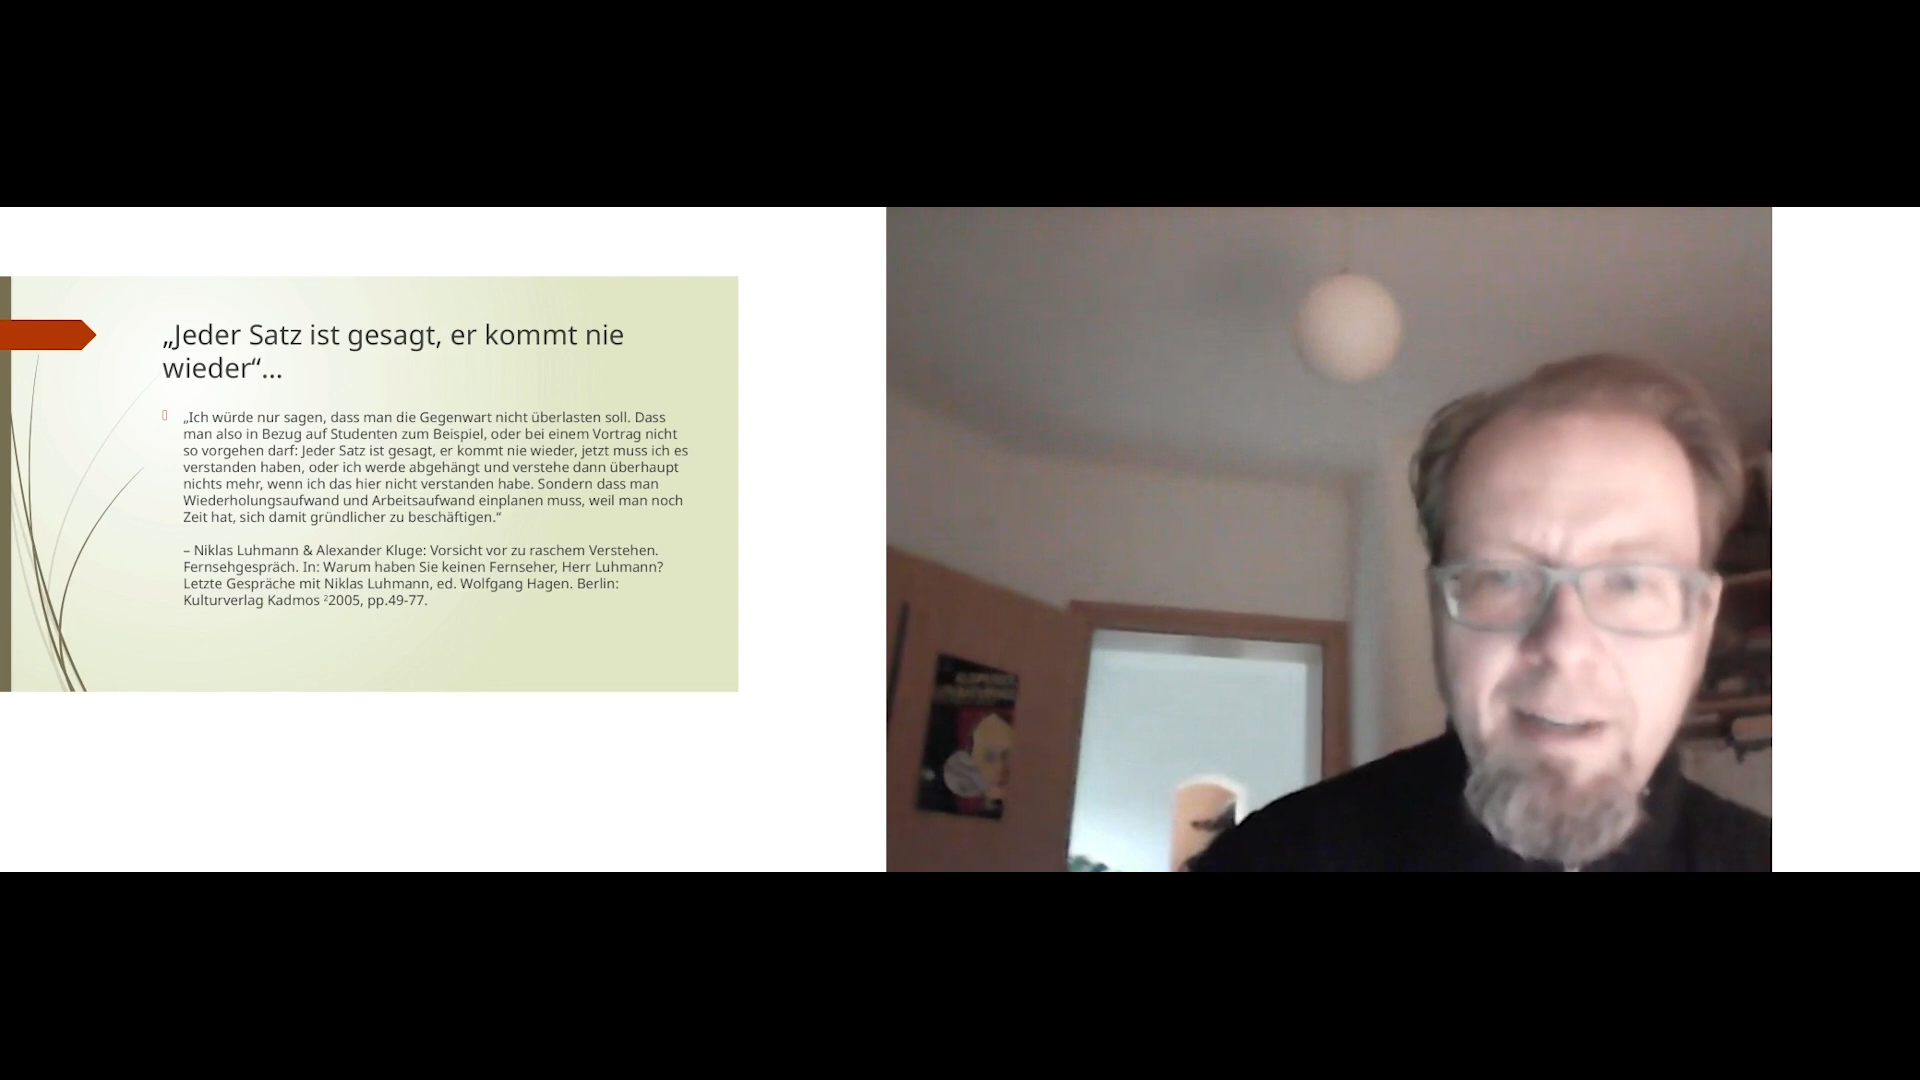 „Jeder Satz ist gesagt, er kommt nie
wieder“...
„Ich würde nur sagen, dass man die Gegenwart nicht überlasten soll. Dass
man also in Bezug auf Studenten zum Beispiel, oder bei einem Vortrag nicht
so vorgehen darf: Jeder Satz ist gesagt, er kommt nie wieder, jetzt muss ich es
verstanden haben, oder ich werde abgehängt und verstehe dann überhaupt
nichts mehr, wenn ich das hier nicht verstanden habe. Sondern dass man
Wiederholungsaufwand und Arbeitsaufwand einplanen muss, weil man noch
Zeit hat, sich damit gründlicher zu beschäftigen.“
– Niklas Luhmann & Alexander Kluge: Vorsicht vor zu raschem Verstehen.
Fernsehgespräch. In: Warum haben Sie keinen Fernseher, Herr Luhmann?
Letzte Gespräche mit Niklas Luhmann, ed. Wolfgang Hagen. Berlin:
Kulturverlag Kadmos ²2005, pp.49-77.